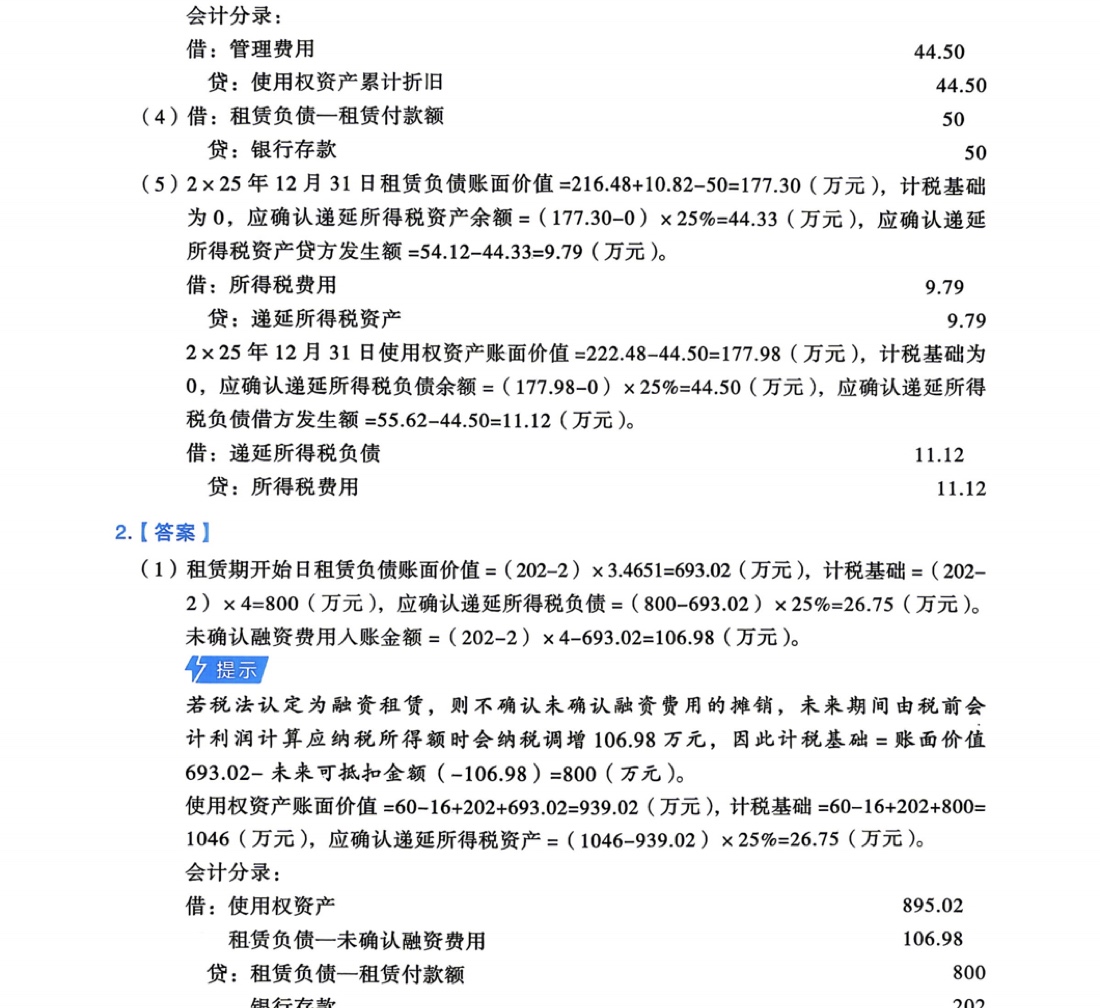 会计分录：
借：管理费用 44.50
贷：使用权资产累计折旧 44.50
（4）借：租赁负债—租赁付款额 50
贷：银行存款 50
（5）2×25 年 12 月 31 日租赁负债账面价值 =216.48+10.82-50=177.30（万元），计税基础
为 0，应确认递延所得税资产余额 =（177.30-0）×25%=44.33（万元），应确认递延
所得税资产贷方发生额 =54.12-44.33=9.79（万元）。
借：所得税费用 9.79
贷：递延所得税资产 9.79
2×25 年 12 月 31 日使用权资产账面价值 =222.48-44.50=177.98（万元），计税基础为
0，应确认递延所得税负债余额 =（177.98-0）×25%=44.50（万元），应确认递延所得
税负债借方发生额 =55.62-44.50=11.12（万元）。
借：递延所得税负债 11.12
贷：所得税费用 11.12
2.【答案】
（1）租赁期开始日租赁负债账面价值 =（202-2）×3.4651=693.02（万元），计税基础 =（202-
2）×4=800（万元），应确认递延所得税负债 =（800-693.02）×25%=26.75（万元）。
未确认融资费用入账金额 =（202-2）×4-693.02=106.98（万元）。
提示
若税法认定为融资租赁，则不确认未确认融资费用的摊销，未来期间由税前会
计利润计算应纳税所得额时会纳税调增 106.98 万元，因此计税基础 = 账面价值
693.02- 未来可抵扣金额（-106.98）=800（万元）。
使用权资产账面价值 =60-16+202+693.02=939.02（万元），计税基础 =60-16+202+800=
1046（万元），应确认递延所得税资产 =（1046-939.02）×25%=26.75（万元）。
会计分录：
借：使用权资产 895.02
租赁负债—未确认融资费用 106.98
贷：租赁负债—租赁付款额 800
银行存款 202